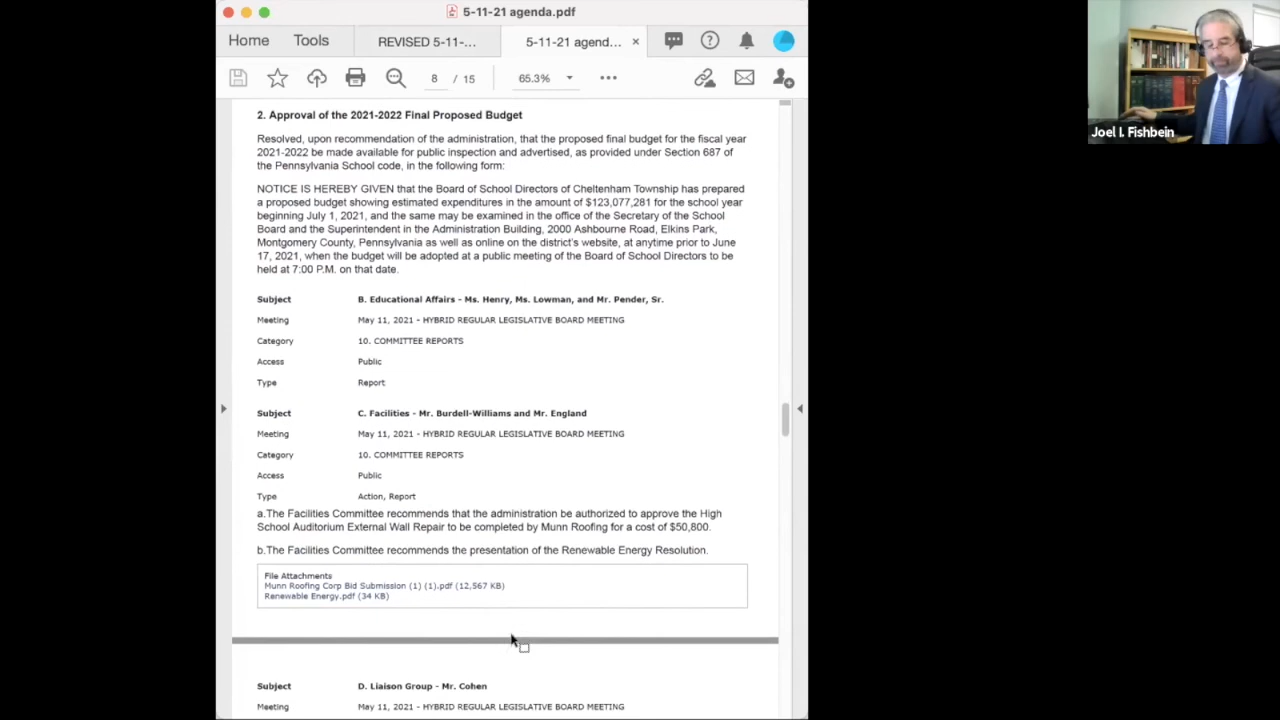 5-11-21 agenda.pdf
Home Tools REVISED 5-11-... 5-11-21 agend... ×
8 / 15 65.3%
2. Approval of the 2021-2022 Final Proposed Budget
Resolved, upon recommendation of the administration, that the proposed final budget for the fiscal year
2021-2022 be made available for public inspection and advertised, as provided under Section 687 of
the Pennsylvania School code, in the following form:
NOTICE IS HEREBY GIVEN that the Board of School Directors of Cheltenham Township has prepared
a proposed budget showing estimated expenditures in the amount of $123,077,281 for the school year
beginning July 1, 2021, and the same may be examined in the office of the Secretary of the School
Board and the Superintendent in the Administration Building, 2000 Ashbourne Road, Elkins Park,
Montgomery County, Pennsylvania as well as online on the district's website, at anytime prior to June
17, 2021, when the budget will be adopted at a public meeting of the Board of School Directors to be
held at 7:00 P.M. on that date.
Subject B. Educational Affairs - Ms. Henry, Ms. Lowman, and Mr. Pender, Sr.
Meeting May 11, 2021 - HYBRID REGULAR LEGISLATIVE BOARD MEETING
Category 10. COMMITTEE REPORTS
Access Public
Type Report
Subject C. Facilities - Mr. Burdell-Williams and Mr. England
Meeting May 11, 2021 - HYBRID REGULAR LEGISLATIVE BOARD MEETING
Category 10. COMMITTEE REPORTS
Access Public
Type Action, Report
a.The Facilities Committee recommends that the administration be authorized to approve the High
School Auditorium External Wall Repair to be completed by Munn Roofing for a cost of $50,800.
b.The Facilities Committee recommends the presentation of the Renewable Energy Resolution.
File Attachments
Munn Roofing Corp Bid Submission (1) (1).pdf (12,567 KB)
Renewable Energy.pdf (34 KB)
Subject D. Liaison Group - Mr. Cohen
Meeting May 11, 2021 - HYBRID REGULAR LEGISLATIVE BOARD MEETING
Joel I. Fishbein